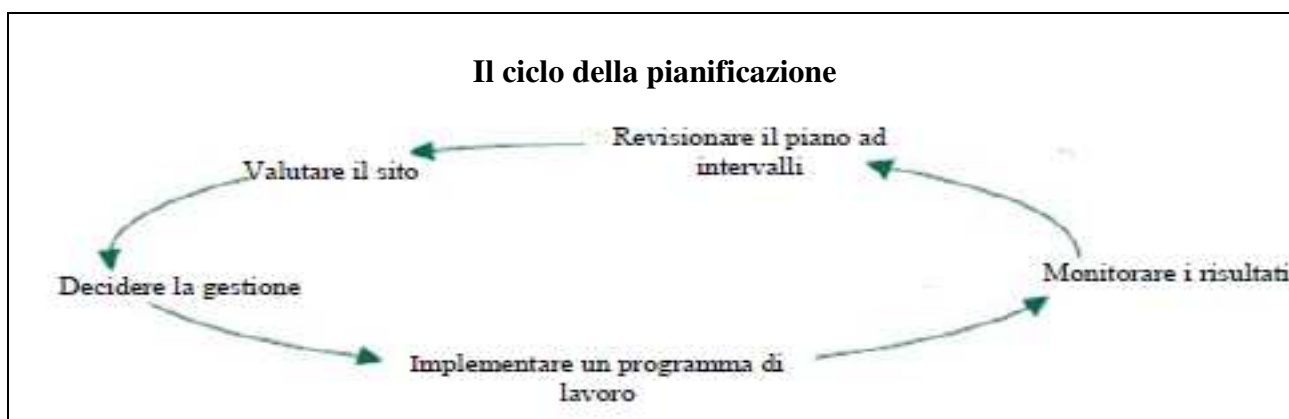 Il ciclo della pianificazione
Revisionare il piano ad
intervalli
Valutare il sito
Decidere la gestione
Monitorare i risultati
Implementare un programma di
lavoro